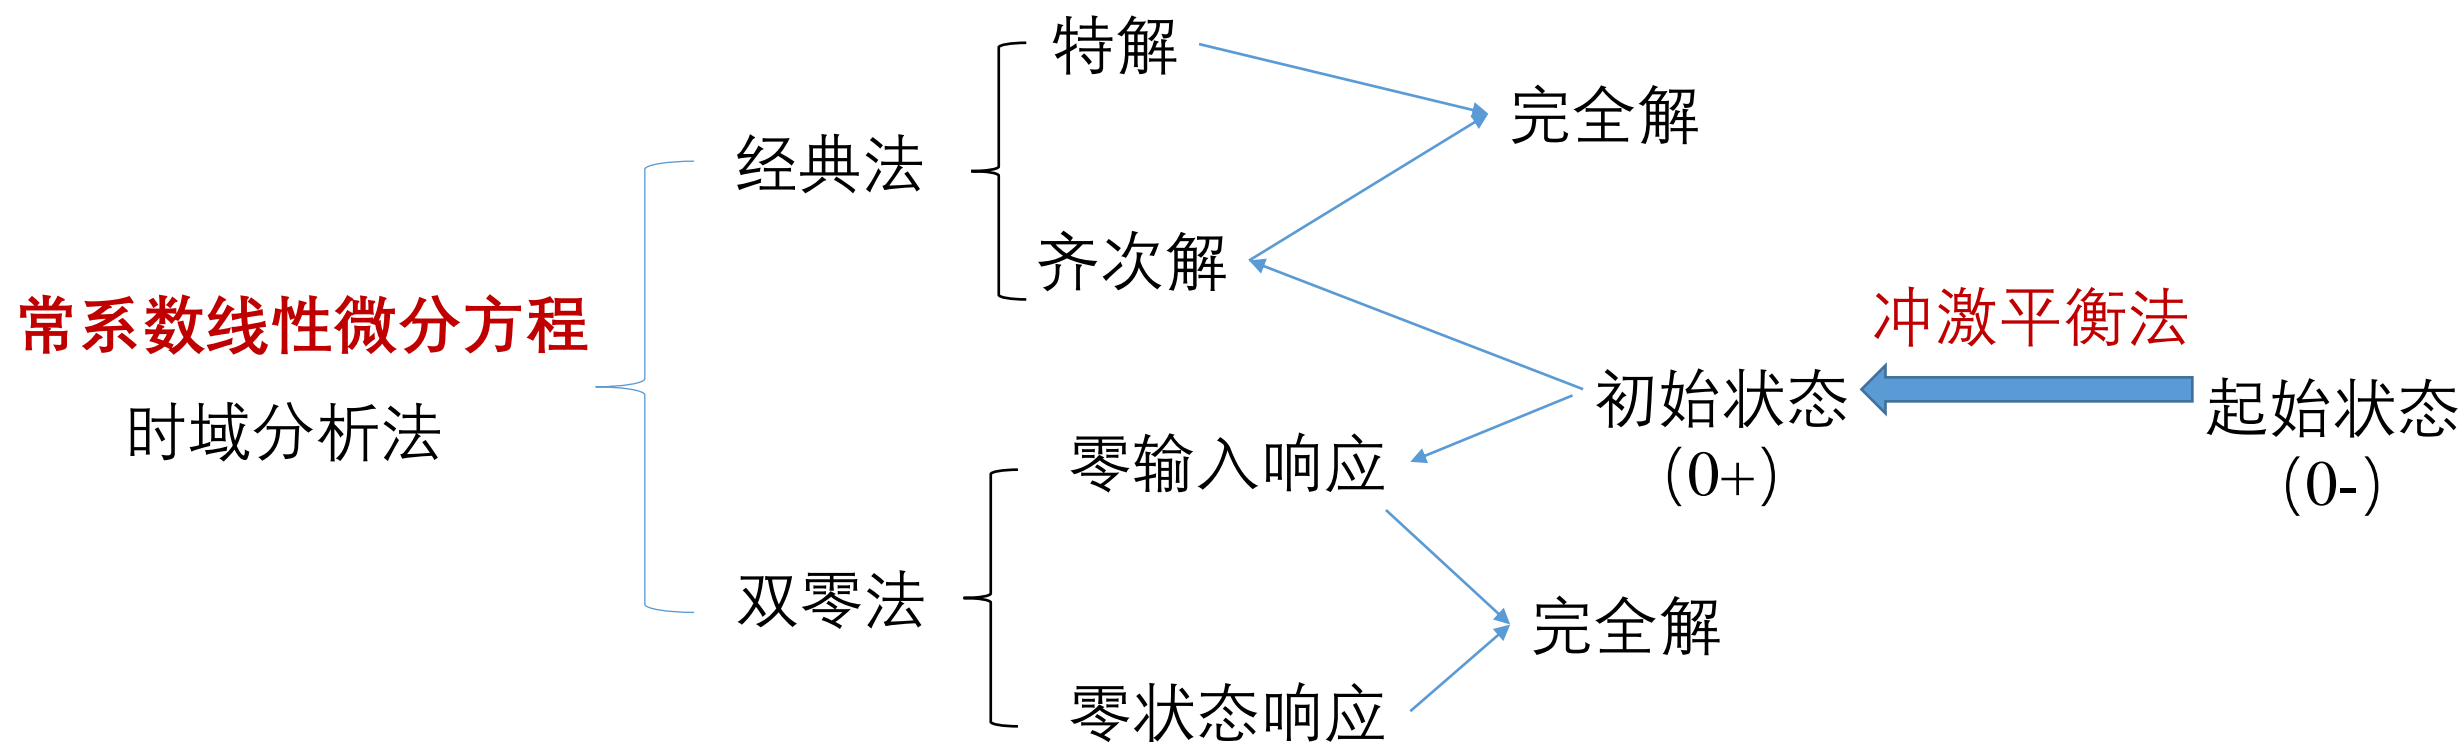 常系数线性微分方程
时域分析法
经典法
特解
齐次解
完全解
双零法
零输入响应
零状态响应
完全解
初始状态
（0+）
冲激平衡法
起始状态
（0-）